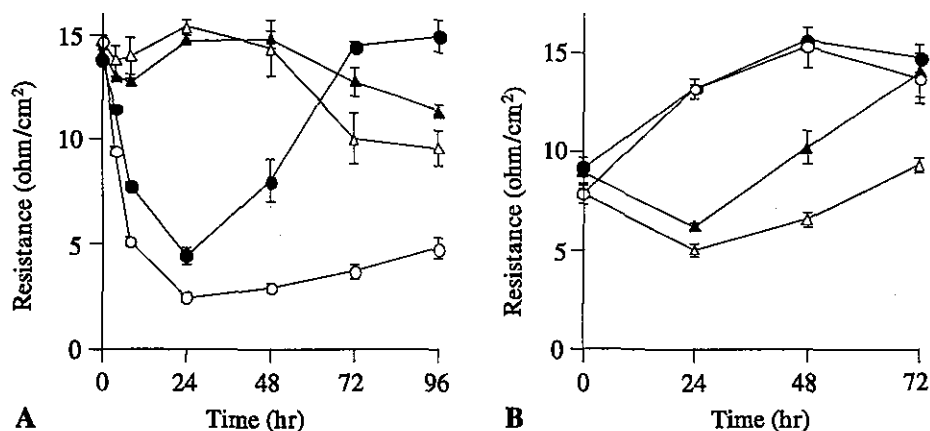 15
10
5
0
Resistance (ohm/cm²)
0 24 48 72 96
A Time (hr)
15
10
5
0
Resistance (ohm/cm²)
0 24 48 72
B Time (hr)